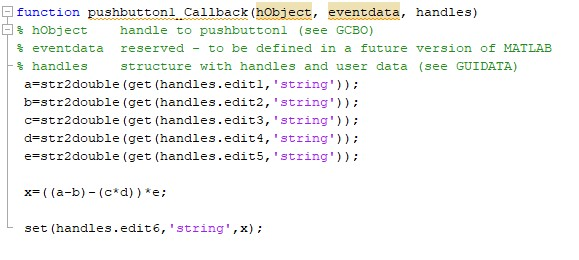 function pushbutton1_Callback(hObject, eventdata, handles)
% hObject    handle to pushbutton1 (see GCBO)
% eventdata  reserved - to be defined in a future version of MATLAB
% handles    structure with handles and user data (see GUIDATA)
a=str2double(get(handles.edit1,'string'));
b=str2double(get(handles.edit2,'string'));
c=str2double(get(handles.edit3,'string'));
d=str2double(get(handles.edit4,'string'));
e=str2double(get(handles.edit5,'string'));
x=((a-b)-(c*d))*e;
set(handles.edit6,'string',x);